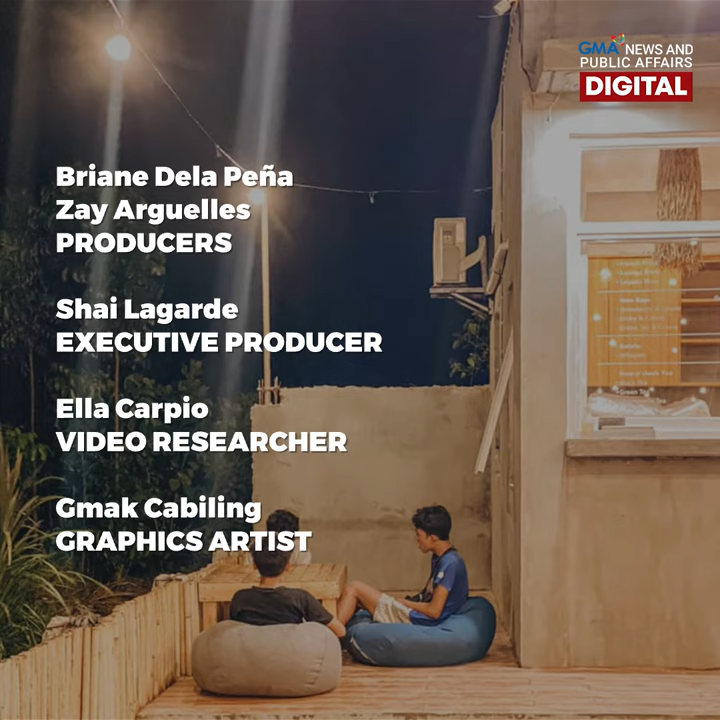 GMA NEWS AND
PUBLIC AFFAIRS
DIGITAL
Briane Dela Peña
Zay Arguelles
PRODUCERS
Shai Lagarde
EXECUTIVE PRODUCER
Ella Carpio
VIDEO RESEARCHER
Gmak Cabiling
GRAPHICS ARTIST